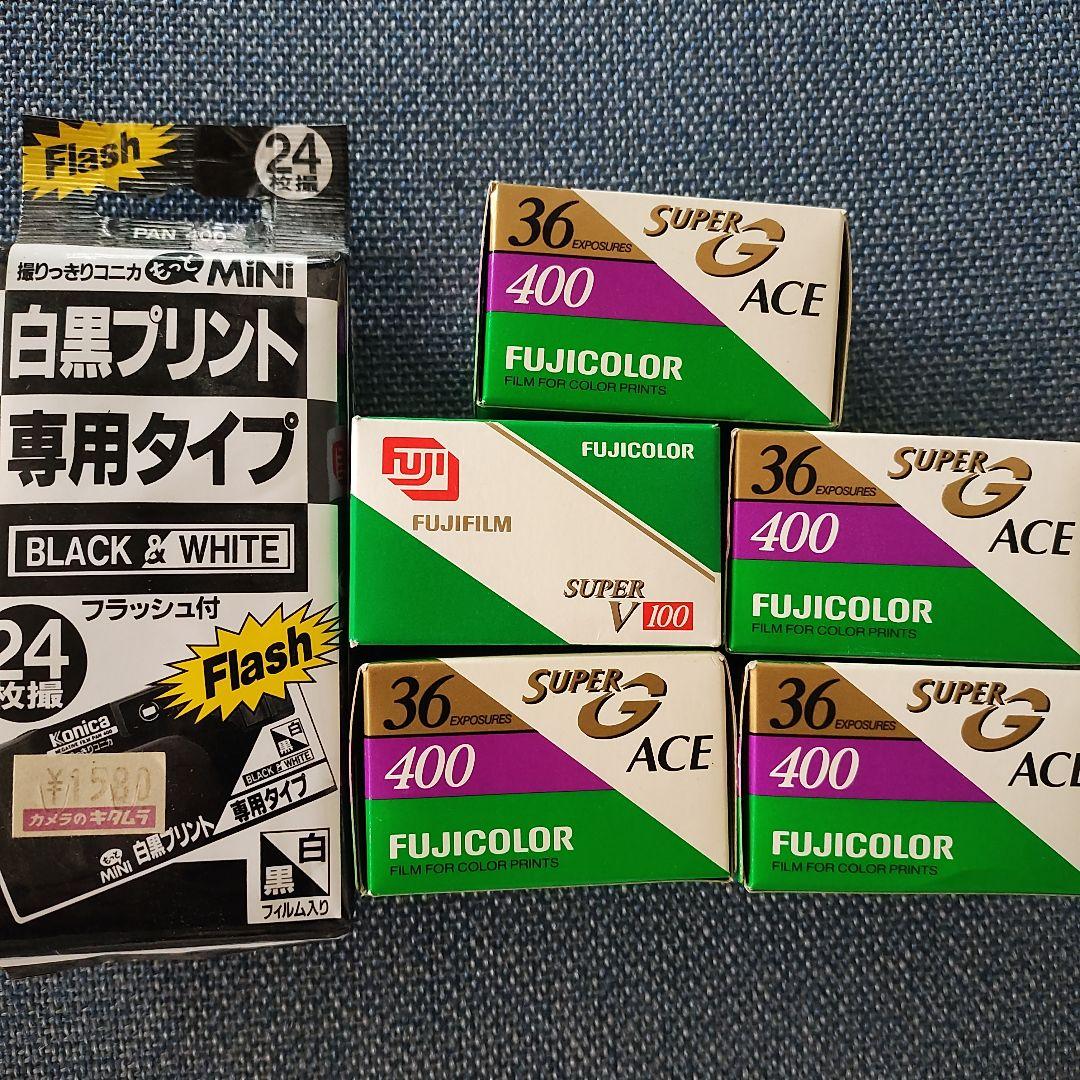 Flash
24
枚撮
PAN 400
撮りっきりコニカ もっと MiNi
白黒プリント
専用タイプ
BLACK & WHITE
フラッシュ付
24
枚撮
Flash
Konica
白
黒
BLACK & WHITE
専用タイプ
¥1580
カメラのキタムラ
もっと
MiNi 白黒プリント
白
黒
フィルム入り
36 EXPOSURES
SUPER G
400
ACE
FUJICOLOR
FILM FOR COLOR PRINTS
FUJI
FUJICOLOR
FUJIFILM
SUPER
V 100
36 EXPOSURES
SUPER G
400
ACE
FUJICOLOR
FILM FOR COLOR PRINTS
36 EXPOSURES
SUPER G
400
ACE
FUJICOLOR
FILM FOR COLOR PRINTS
36 EXPOSURES
SUPER G
400
ACE
FUJICOLOR
FILM FOR COLOR PRINTS